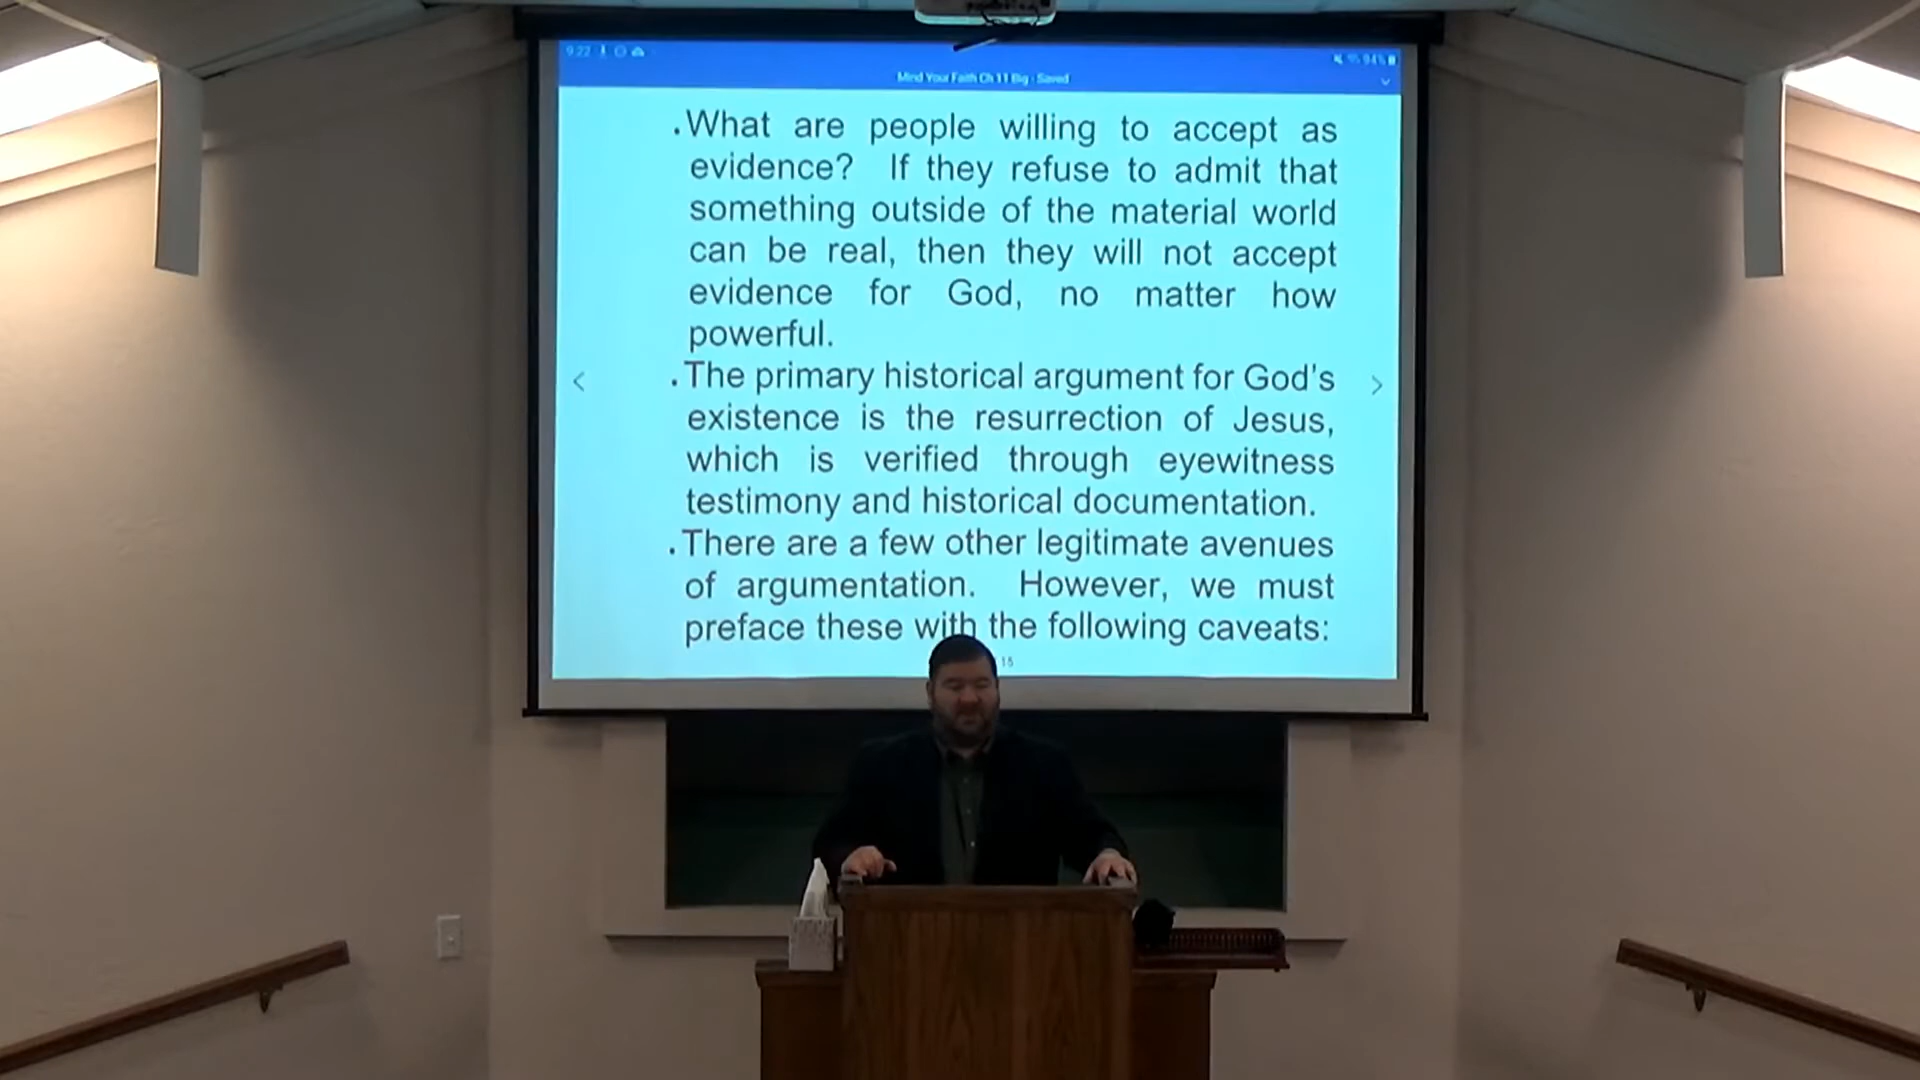 9:22
94%
Mind Your Faith Ch 11 Big - Saved
.What are people willing to accept as
evidence? If they refuse to admit that
something outside of the material world
can be real, then they will not accept
evidence for God, no matter how
powerful.
.The primary historical argument for God's
existence is the resurrection of Jesus,
which is verified through eyewitness
testimony and historical documentation.
.There are a few other legitimate avenues
of argumentation. However, we must
preface these with the following caveats:
15